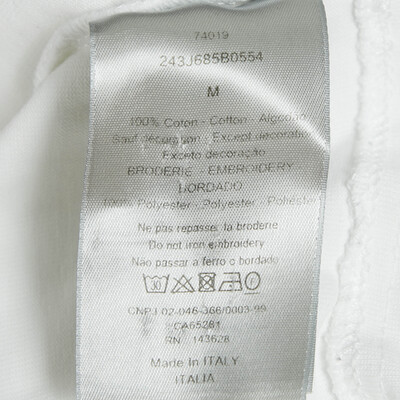 74019
243J685B0554
M
100% Coton - Cotton - Algodão
Sauf décoration - Except decoration
Exceto decoração
BRODERIE - EMBROIDERY
BORDADO
100% Polyester - Polyester - Poliéster
Ne pas repasser la broderie
Do not iron embroidery
Não passar a ferro o bordado
30
CNPJ 02-046-366/0003-99
CA65281
RN : 143628
Made In ITALY
ITALIA